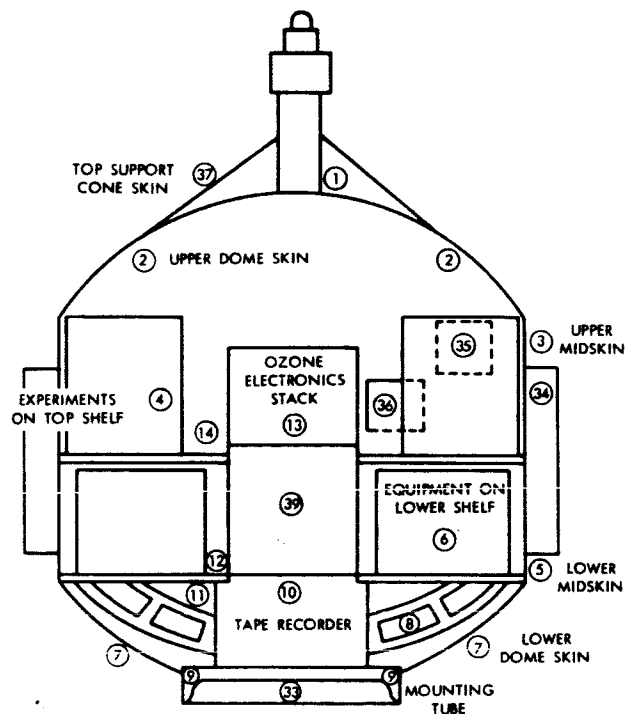 TOP SUPPORT
CONE SKIN
37
1
2
UPPER DOME SKIN
2
3
UPPER
MIDSKIN
35
OZONE
ELECTRONICS
STACK
36
34
EXPERIMENTS
ON TOP SHELF
4
14
13
EQUIPMENT ON
LOWER SHELF
39
6
12
5
LOWER
MIDSKIN
11
10
TAPE RECORDER
8
7
7
LOWER
DOME SKIN
9
33
9
MOUNTING
TUBE